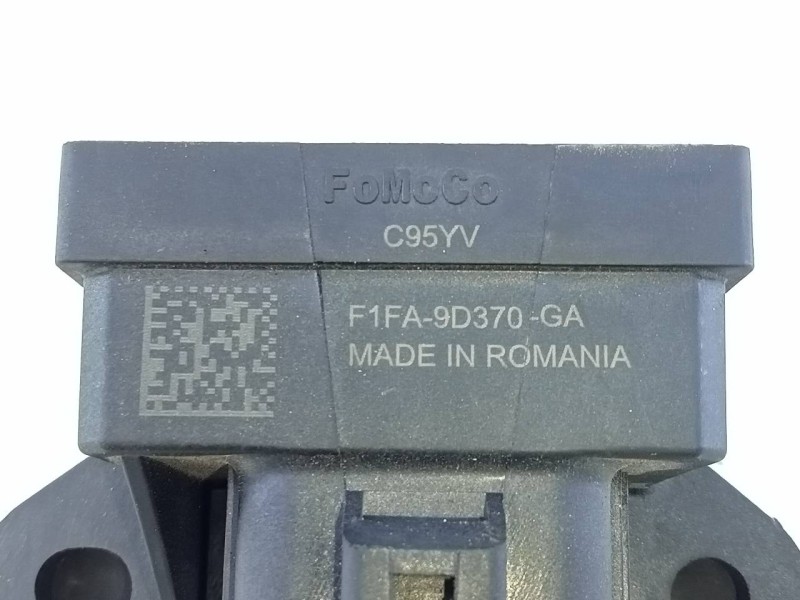 FoMoCo
C95YV
F1FA-9D370-GA
MADE IN ROMANIA